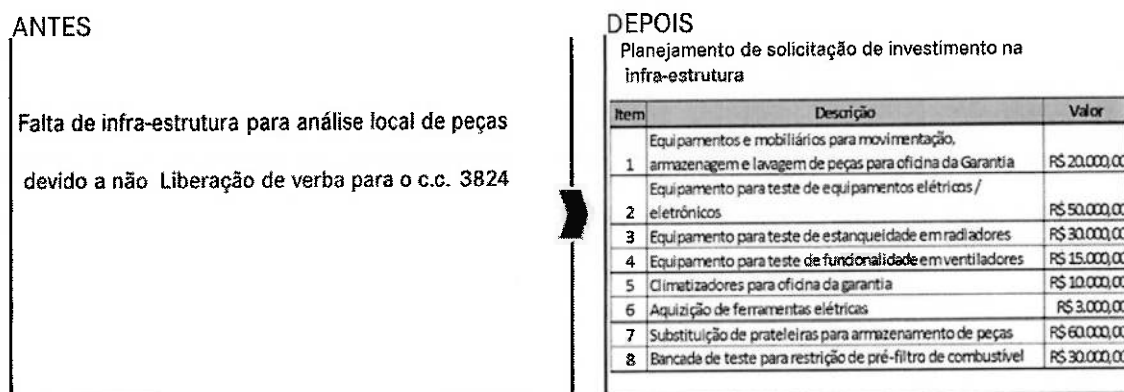 ANTES
Falta de infra-estrutura para análise local de peças
devido a não Liberação de verba para o c.c. 3824
DEPOIS
Planejamento de solicitação de investimento na
infra-estrutura
Item Descrição Valor
Equipamentos e mobiliários para movimentação,
1 armazenagem e lavagem de peças para oficina da Garantia R$ 20.000,00
Equipamento para teste de equipamentos elétricos /
2 eletrônicos R$ 50.000,00
3 Equipamento para teste de estanqueidade em radiadores R$ 30.000,00
4 Equipamento para teste de funcionalidade em ventiladores R$ 15.000,00
5 Climatizadores para oficina da garantia R$ 10.000,00
6 Aquizição de ferramentas elétricas R$ 3.000,00
7 Substituição de prateleiras para armazenamento de peças R$ 60.000,00
8 Bancada de teste para restrição de pré-filtro de combustível R$ 30.000,00